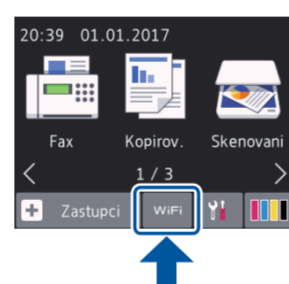 20:39 01.01.2017
Fax Kopirov. Skenovani
< 1 / 3 >
+ Zastupci WiFi